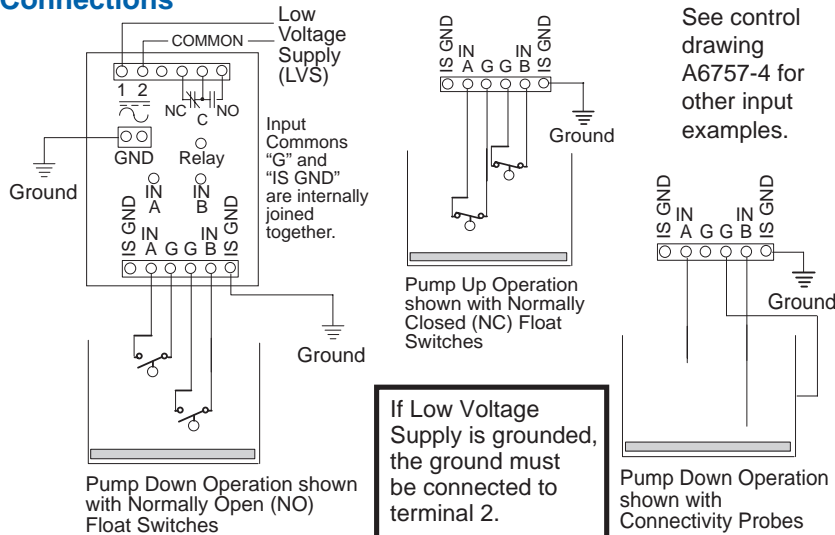 Connections
Low
Voltage
Supply
(LVS)
COMMON
1 2
NC C NO
GND
Relay
Ground
IN
A
IN
B
Input
Commons
“G” and
“IS GND”
are internally
joined
together.
IS GND IN A G G IN B IS GND
Ground
Pump Down Operation shown
with Normally Open (NO)
Float Switches
IS GND IN A G G IN B IS GND
Ground
Pump Up Operation
shown with Normally
Closed (NC) Float
Switches
If Low Voltage
Supply is grounded,
the ground must
be connected to
terminal 2.
See control
drawing
A6757-4 for
other input
examples.
IS GND IN A G G IN B IS GND
Ground
Pump Down Operation
shown with
Connectivity Probes